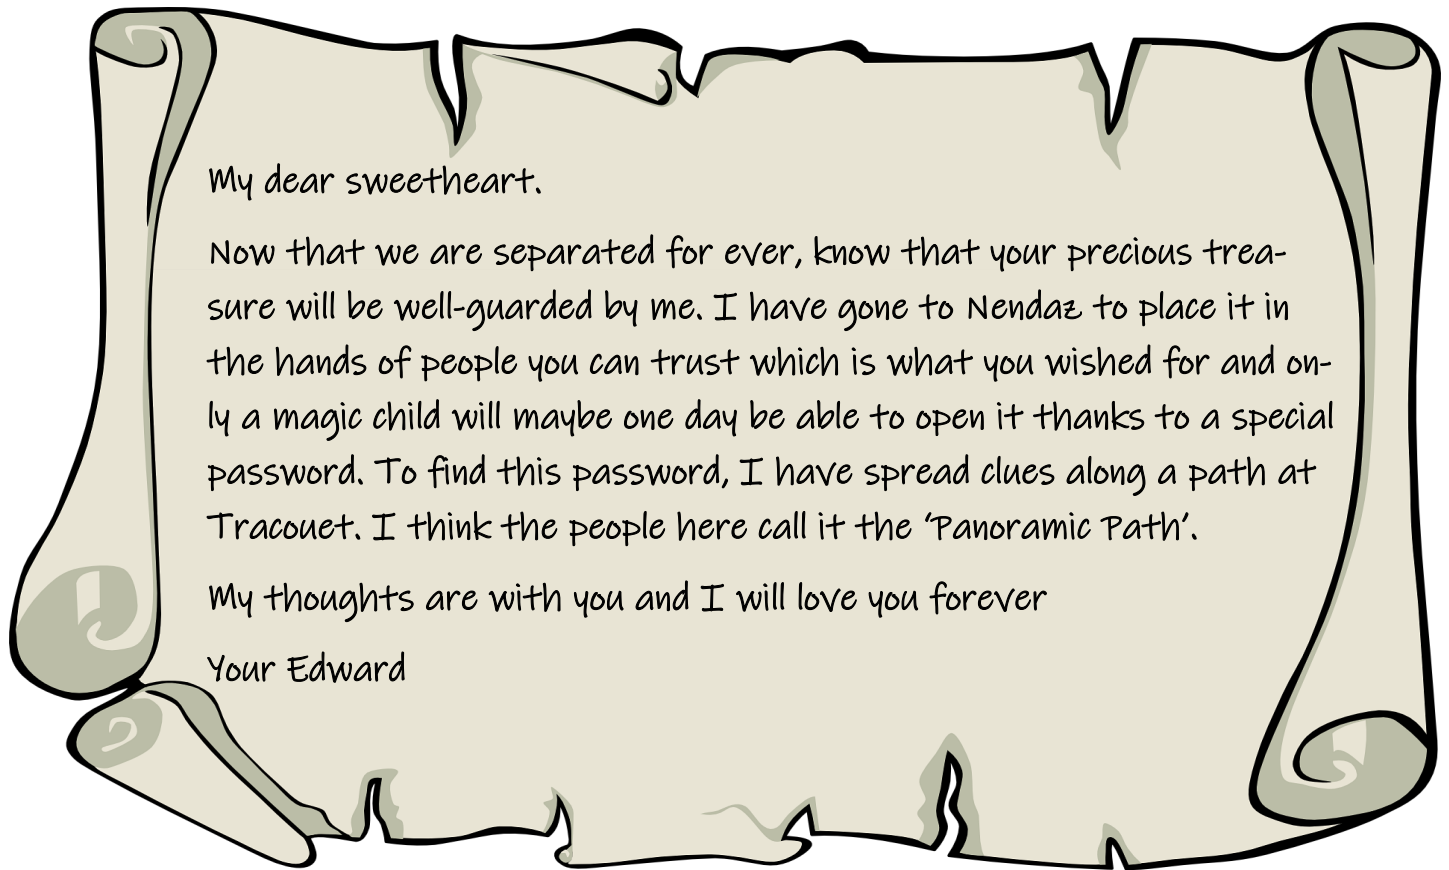 My dear sweetheart.
Now that we are separated for ever, know that your precious trea-
sure will be well-guarded by me. I have gone to Nendaz to place it in
the hands of people you can trust which is what you wished for and on-
ly a magic child will maybe one day be able to open it thanks to a special
password. To find this password, I have spread clues along a path at
Tracouet. I think the people here call it the ‘Panoramic Path’.
My thoughts are with you and I will love you forever
Your Edward